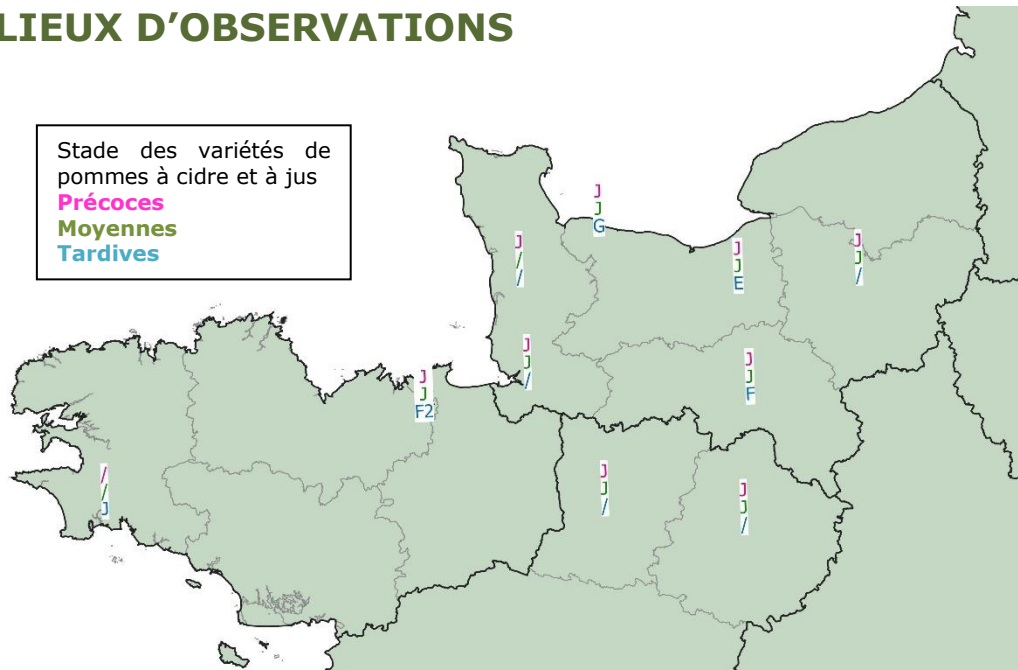 LIEUX D'OBSERVATIONS
Stade des variétés de
pommes à cidre et à jus
Précoces
Moyennes
Tardives
J
J
G
J
/
/
J
J
E
J
J
/
J
J
/
J
J
F
J
J
F2
/
/
J
J
J
/
J
J
/